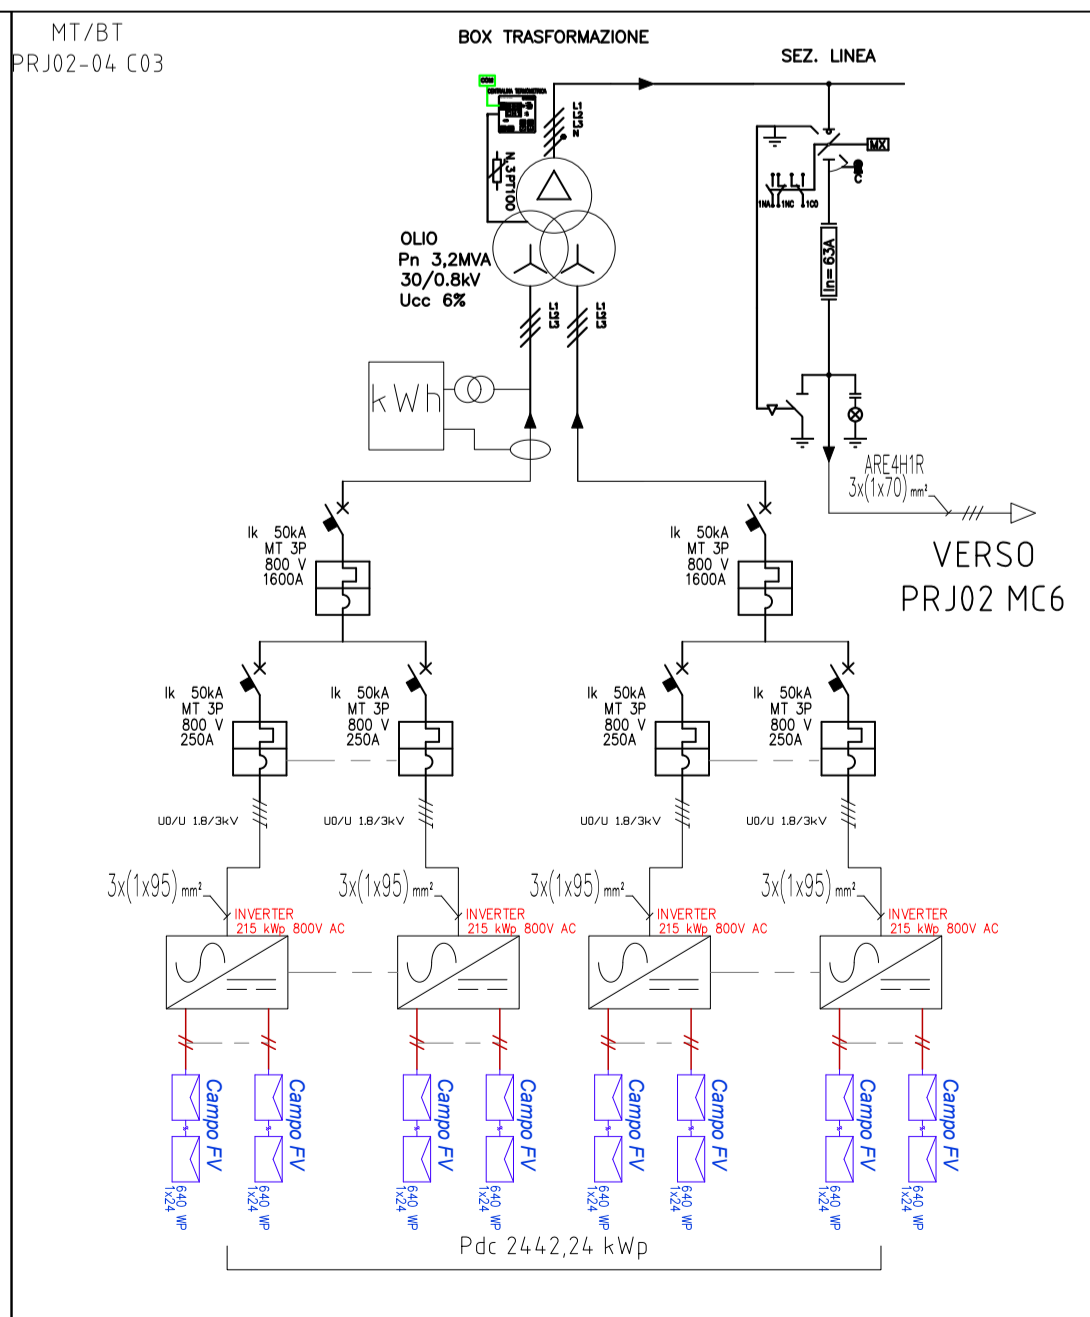 MT/BT
PRJ02-04 C03
BOX TRASFORMAZIONE
SEZ. LINEA
COM
CENTRALINA TERMOMETRICA
N
N.3PT100
MX
1NA
1NC
1CO
In=63A
OLIO
Pn 3,2MVA
30/0.8kV
Ucc 6%
kWh
ARE4H1R
3x(1x70) mm²
VERSO
PRJ02 MC6
Ik 50kA
MT 3P
800 V
1600A
Ik 50kA
MT 3P
800 V
1600A
Ik 50kA
MT 3P
800 V
250A
Ik 50kA
MT 3P
800 V
250A
Ik 50kA
MT 3P
800 V
250A
Ik 50kA
MT 3P
800 V
250A
U0/U 1.8/3kV
U0/U 1.8/3kV
U0/U 1.8/3kV
U0/U 1.8/3kV
3x(1x95) mm²
3x(1x95) mm²
3x(1x95) mm²
3x(1x95) mm²
INVERTER
215 kWp 800V AC
INVERTER
215 kWp 800V AC
INVERTER
215 kWp 800V AC
INVERTER
215 kWp 800V AC
Campo FV
Campo FV
Campo FV
Campo FV
Campo FV
Campo FV
Campo FV
Campo FV
640 WP
1x24
640 WP
1x24
640 WP
1x24
640 WP
1x24
640 WP
1x24
640 WP
1x24
640 WP
1x24
640 WP
1x24
Pdc 2442,24 kWp